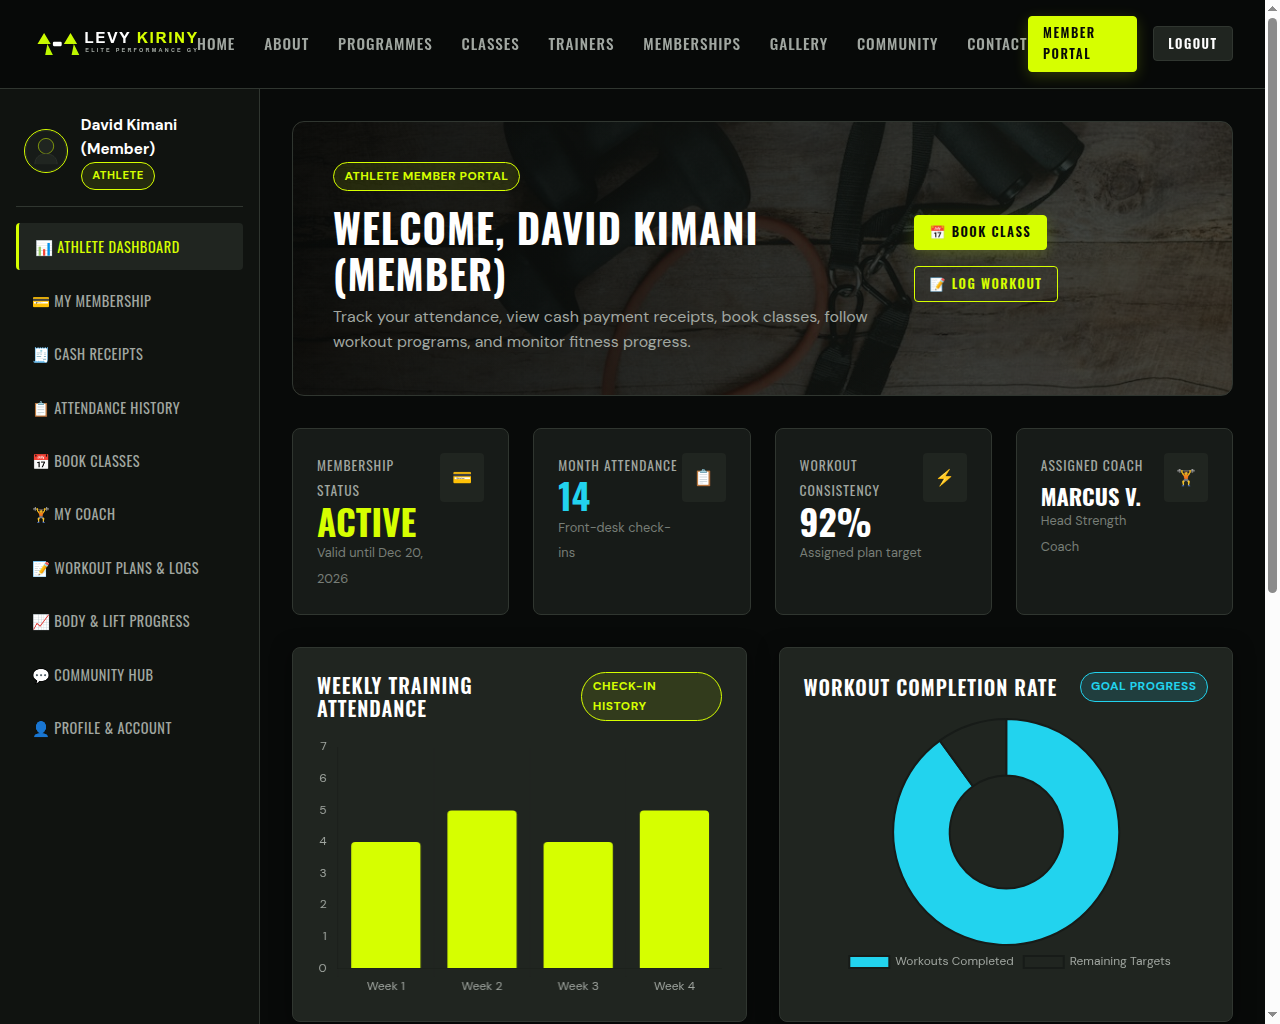 LEVY KIRINY
ELITE PERFORMANCE GY
HOME
ABOUT
PROGRAMMES
CLASSES
TRAINERS
MEMBERSHIPS
GALLERY
COMMUNITY
CONTACT
MEMBER
PORTAL
LOGOUT
David Kimani
(Member)
ATHLETE
ATHLETE DASHBOARD
MY MEMBERSHIP
CASH RECEIPTS
ATTENDANCE HISTORY
BOOK CLASSES
MY COACH
WORKOUT PLANS & LOGS
BODY & LIFT PROGRESS
COMMUNITY HUB
PROFILE & ACCOUNT
ATHLETE MEMBER PORTAL
WELCOME, DAVID KIMANI
(MEMBER)
Track your attendance, view cash payment receipts, book classes, follow
workout programs, and monitor fitness progress.
BOOK CLASS
LOG WORKOUT
MEMBERSHIP
STATUS
ACTIVE
Valid until Dec 20,
2026
MONTH ATTENDANCE
14
Front-desk check-
ins
WORKOUT
CONSISTENCY
92%
Assigned plan target
ASSIGNED COACH
MARCUS V.
Head Strength
Coach
WEEKLY TRAINING
ATTENDANCE
CHECK-IN
HISTORY
7
6
5
4
3
2
1
0
Week 1
Week 2
Week 3
Week 4
WORKOUT COMPLETION RATE
GOAL PROGRESS
Workouts Completed
Remaining Targets